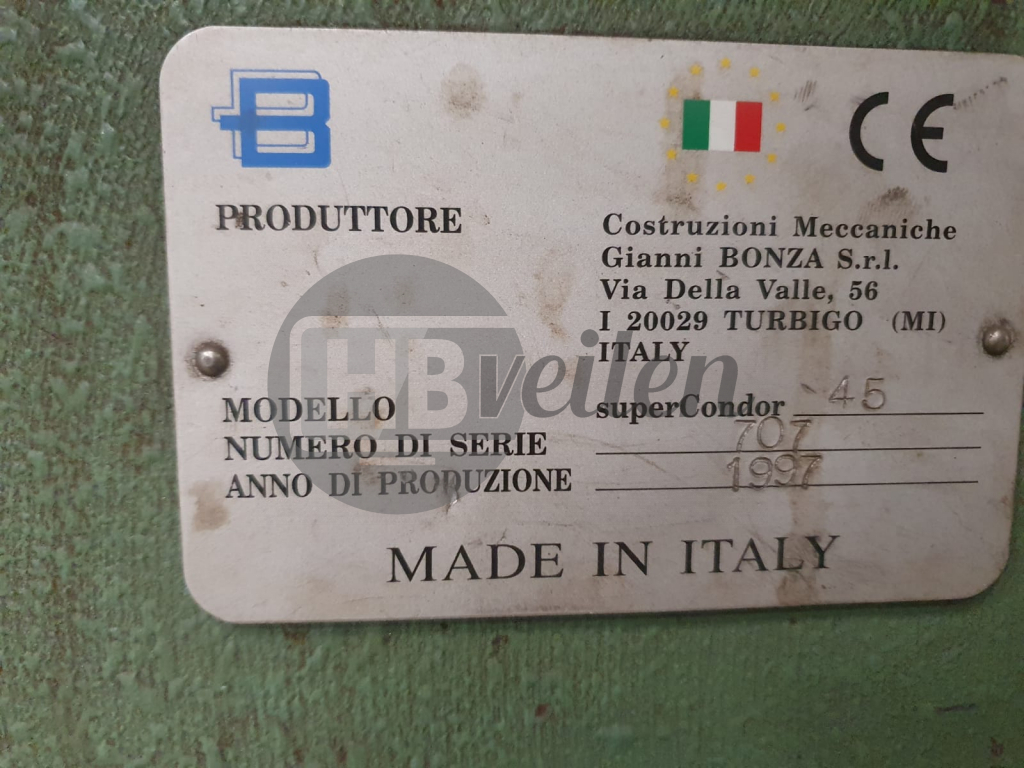 B
CE
PRODUTTORE Costruzioni Meccaniche
Gianni BONZA S.r.l.
Via Della Valle, 56
I 20029 TURBIGO (MI)
ITALY
HBveilen
MODELLO superCondor 45
NUMERO DI SERIE 707
ANNO DI PRODUZIONE 1997
MADE IN ITALY